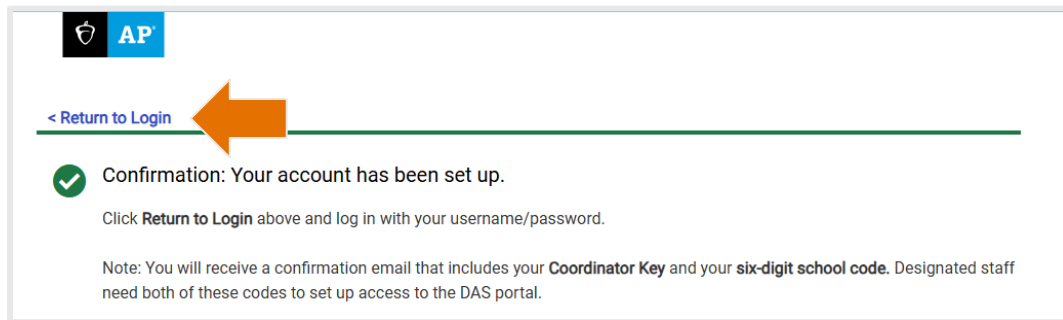 AP®
< Return to Login
Confirmation: Your account has been set up.
Click Return to Login above and log in with your username/password.
Note: You will receive a confirmation email that includes your Coordinator Key and your six-digit school code. Designated staff
need both of these codes to set up access to the DAS portal.